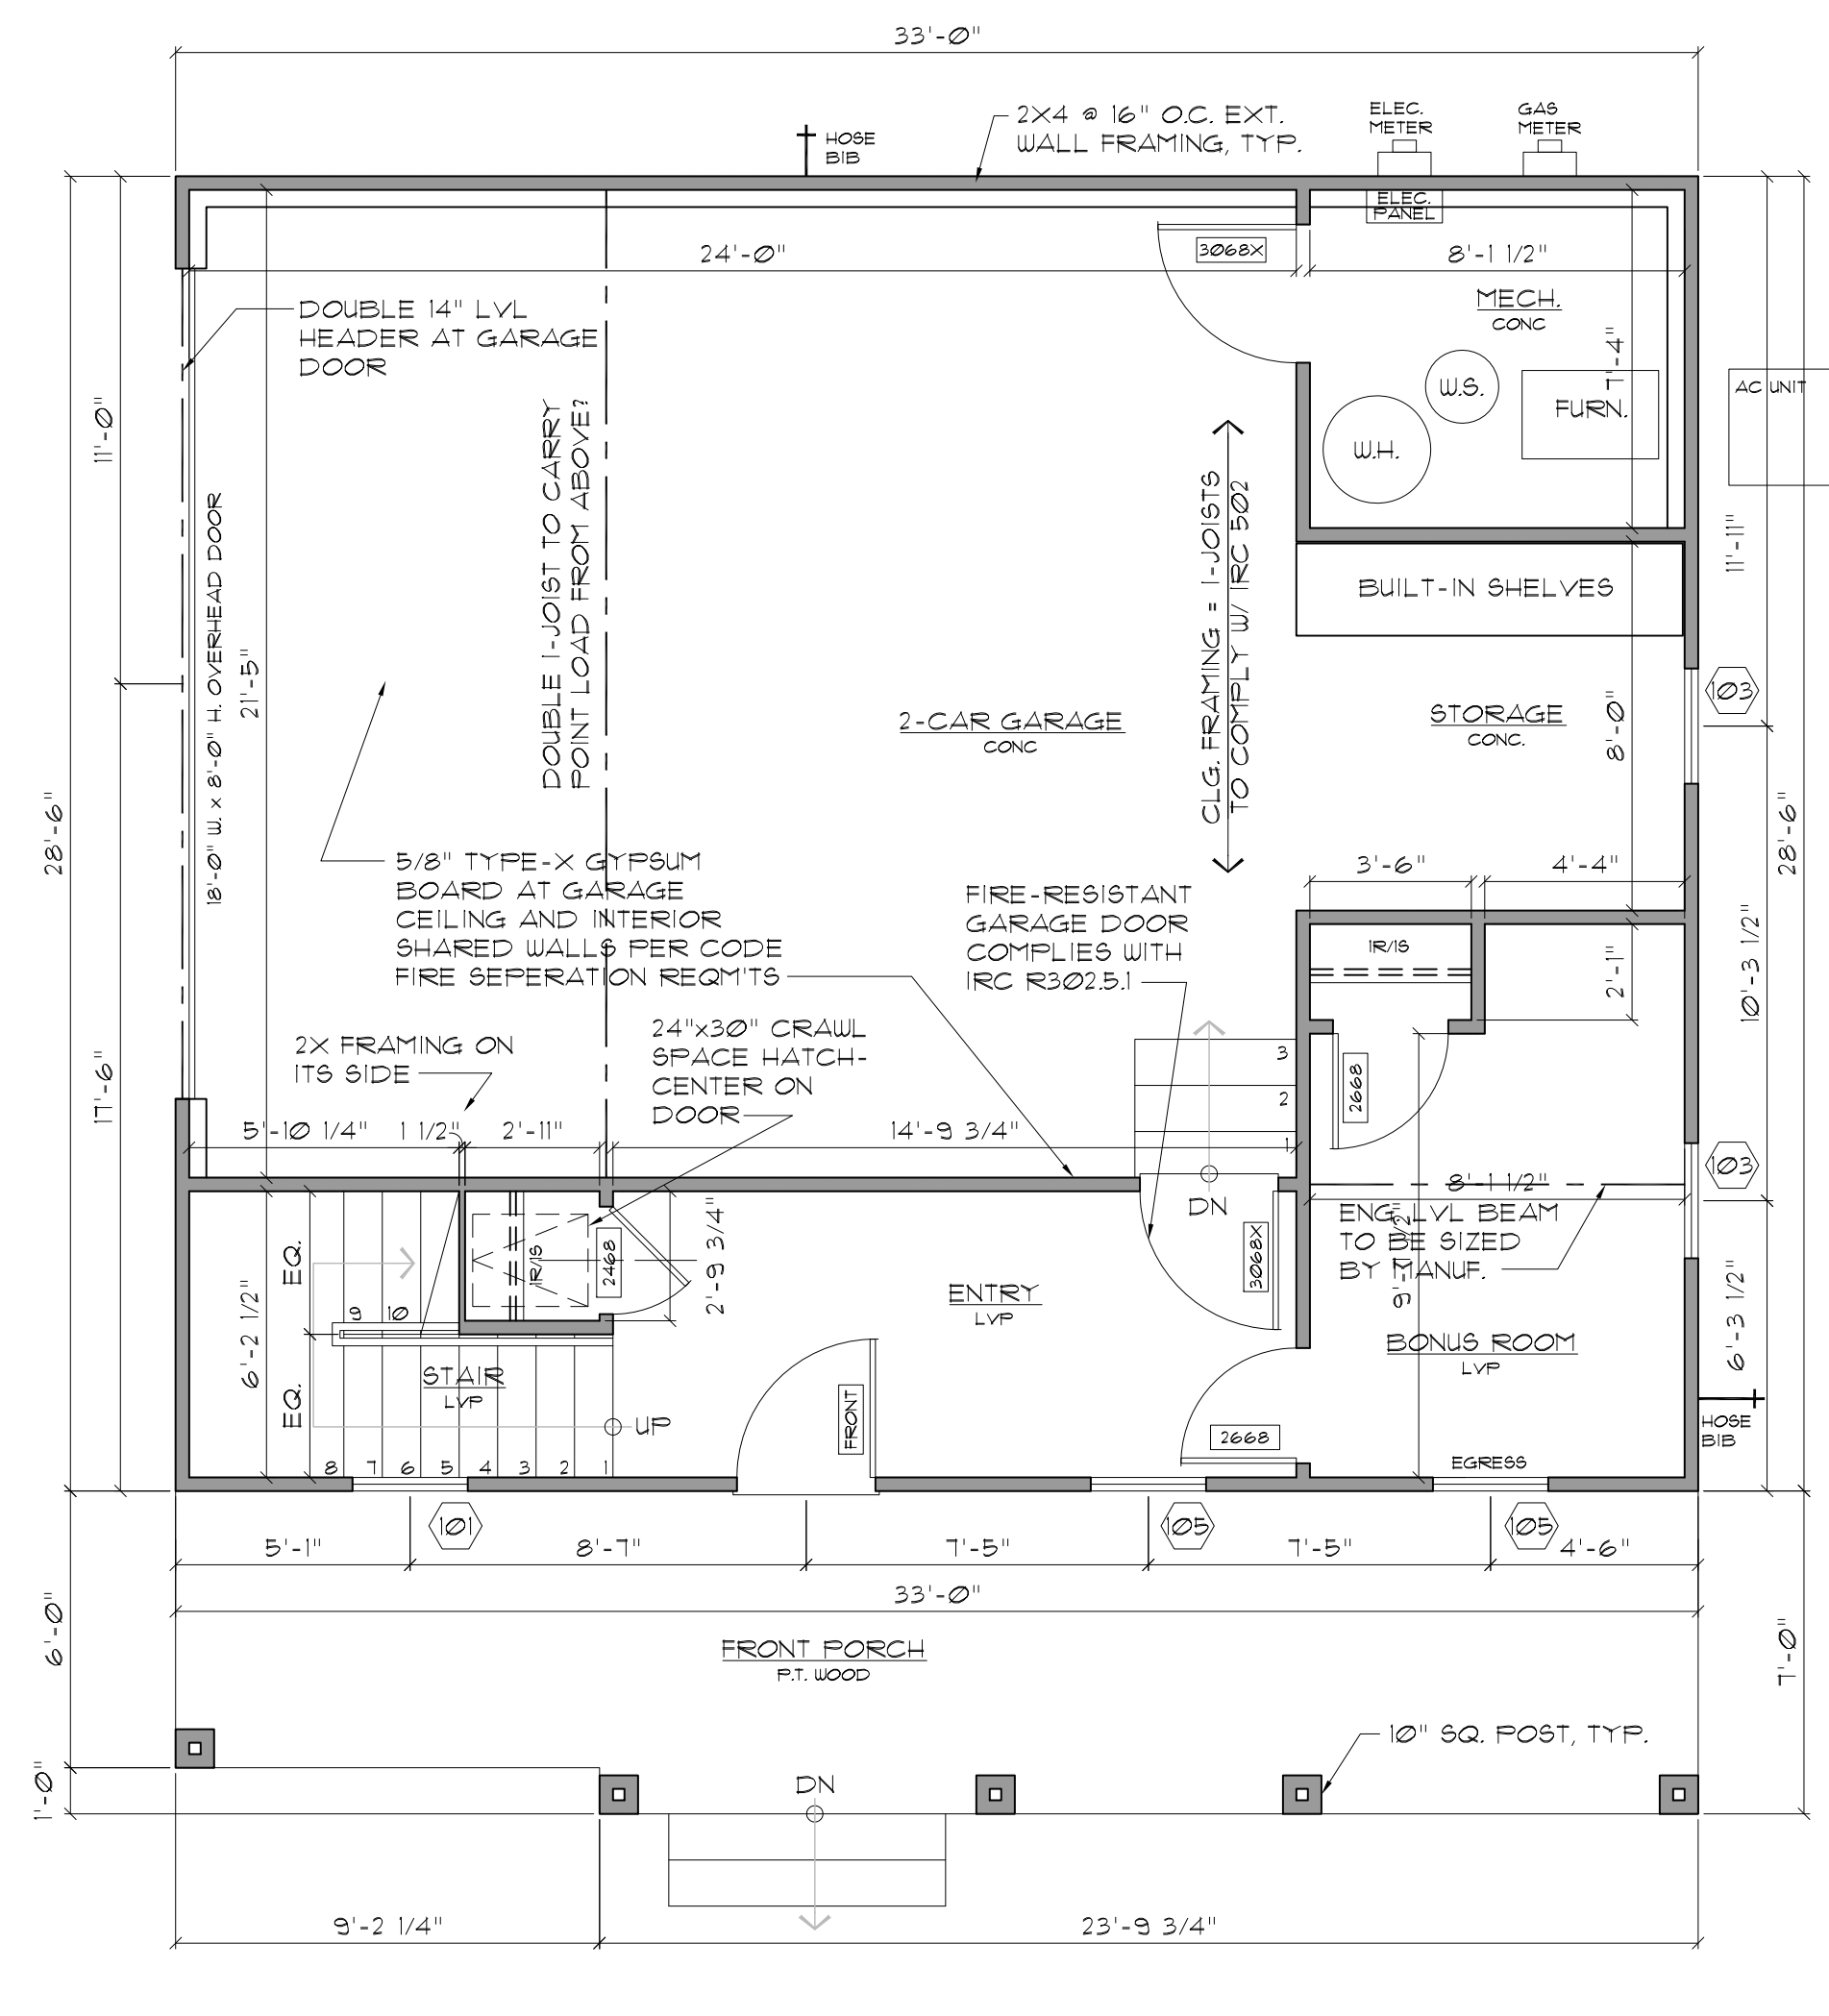 33'-0"
2X4 @ 16" O.C. EXT.
WALL FRAMING, TYP.
ELEC.
METER
GAS
METER
HOSE
BIB
ELEC.
PANEL
3068X
24'-0"
8'-1 1/2"
MECH.
CONC
DOUBLE 14" LVL
HEADER AT GARAGE
DOOR
7'-4"
W.S.
FURN.
W.H.
AC UNIT
11'-0"
DOUBLE I-JOIST TO CARRY
POINT LOAD FROM ABOVE?
CLG. FRAMING = I-JOISTS
TO COMPLY W/ IRC 502
18'-0" W. x 8'-0" H. OVERHEAD DOOR
21'-5"
11'-11"
BUILT-IN SHELVES
103
2-CAR GARAGE
CONC
STORAGE
CONC.
8'-0"
28'-6"
28'-6"
5/8" TYPE-X GYPSUM
BOARD AT GARAGE
CEILING AND INTERIOR
SHARED WALLS PER CODE
FIRE SEPERATION REQM'TS
FIRE-RESISTANT
GARAGE DOOR
COMPLIES WITH
IRC R302.5.1
3'-6"
4'-4"
1R/1S
2'-1"
10'-3 1/2"
2X FRAMING ON
ITS SIDE
24"x30" CRAWL
SPACE HATCH-
CENTER ON
DOOR
17'-6"
3
2
1
2668
5'-10 1/4"
1 1/2"
2'-11"
14'-9 3/4"
103
DN
8'-1 1/2"
ENG. LVL BEAM
TO BE SIZED
BY MANUF.
9'-11 1/2"
EQ.
1R/1S
2468
2'-9 3/4"
3068X
ENTRY
LVP
9
10
6'-2 1/2"
6'-3 1/2"
BONUS ROOM
LVP
STAIR
LVP
EQ.
UP
FRONT
2668
HOSE
BIB
EGRESS
8
7
6
5
4
3
2
1
101
105
105
5'-1"
8'-7"
7'-5"
7'-5"
4'-6"
33'-0"
6'-0"
7'-0"
FRONT PORCH
P.T. WOOD
10" SQ. POST, TYP.
1'-0"
DN
9'-2 1/4"
23'-9 3/4"